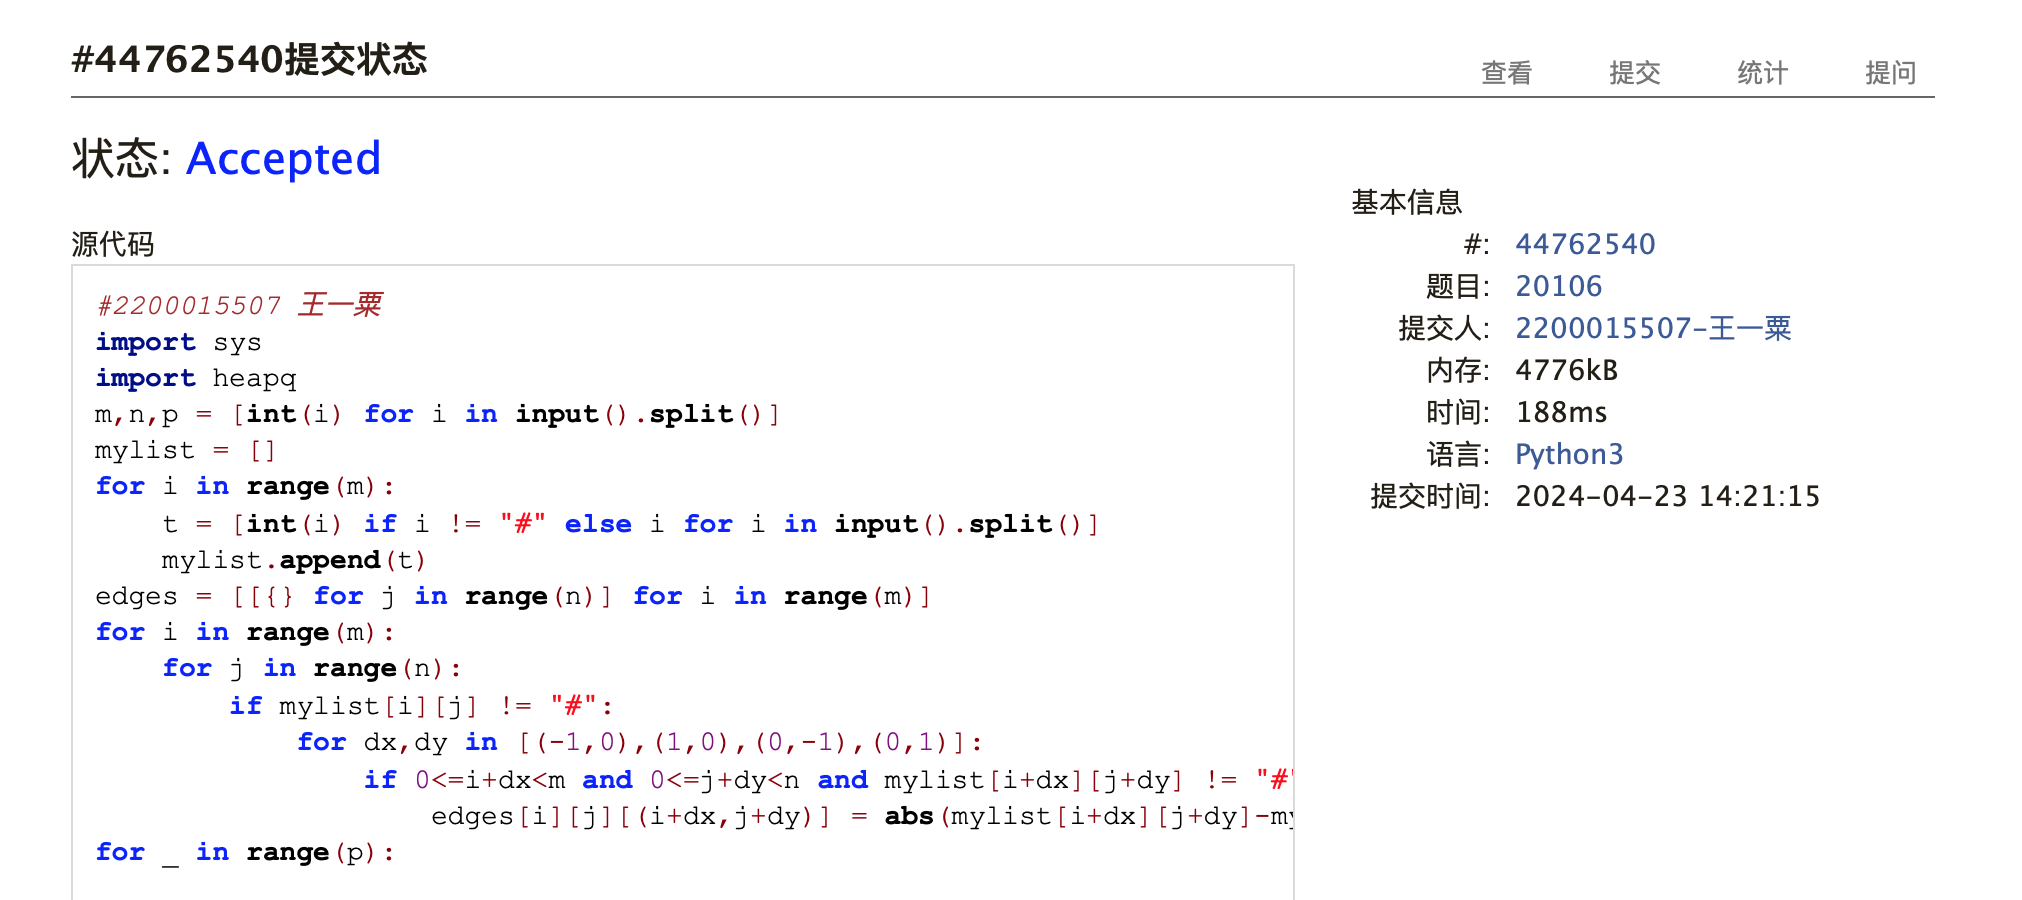 #44762540提交状态
查看 提交 统计 提问
状态: Accepted
源代码
#2200015507 王一粟
import sys
import heapq
m,n,p = [int(i) for i in input().split()]
mylist = []
for i in range(m):
    t = [int(i) if i != "#" else i for i in input().split()]
    mylist.append(t)
edges = [[{} for j in range(n)] for i in range(m)]
for i in range(m):
    for j in range(n):
        if mylist[i][j] != "#":
            for dx,dy in [(-1,0),(1,0),(0,-1),(0,1)]:
                if 0<=i+dx<m and 0<=j+dy<n and mylist[i+dx][j+dy] != "#"
                    edges[i][j][(i+dx,j+dy)] = abs(mylist[i+dx][j+dy]-my
for _ in range(p):
基本信息
#: 44762540
题目: 20106
提交人: 2200015507-王一粟
内存: 4776kB
时间: 188ms
语言: Python3
提交时间: 2024-04-23 14:21:15